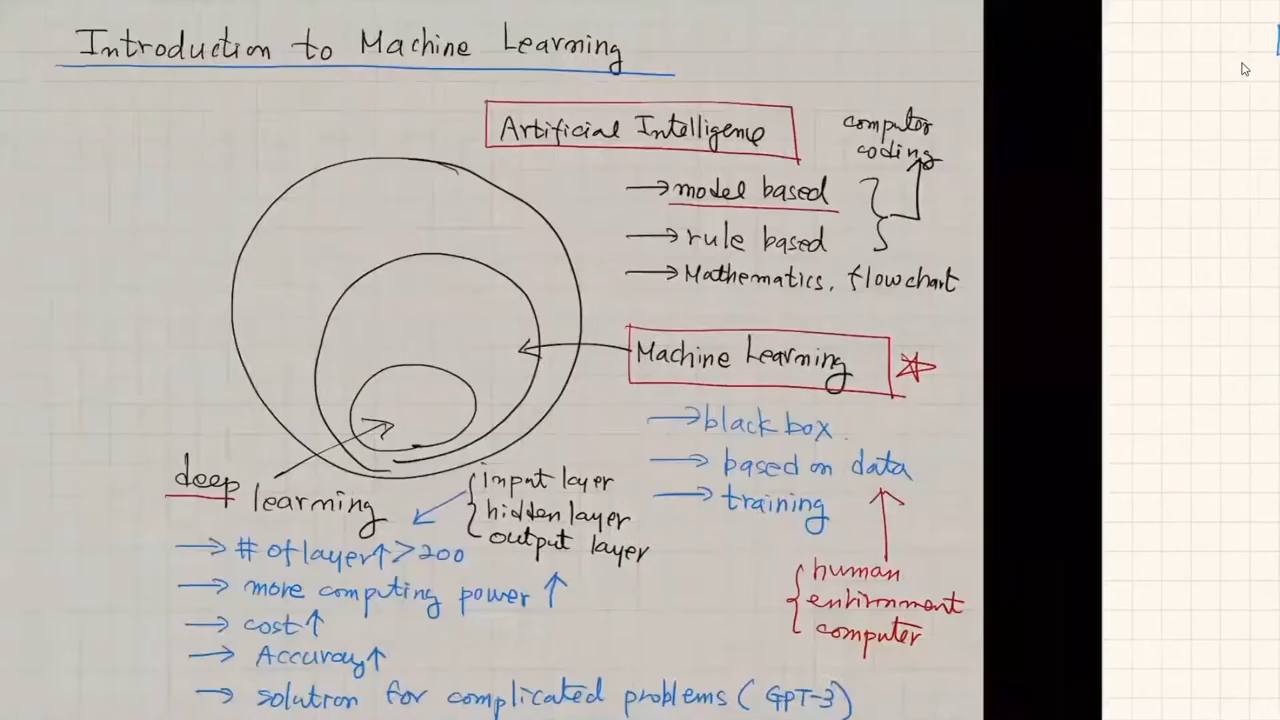 Introduction to Machine Learning
Artificial Intelligence
computer
coding
→ model based
→ rule based
→ Mathematics, flowchart
Machine Learning
→ black box.
→ based on data
→ training
human
environment
computer
deep learning
input layer
hidden layer
output layer
→ # of layer↑ > 200
→ more computing power ↑
→ cost ↑
→ Accuracy ↑
→ solution for complicated problems (GPT-3)